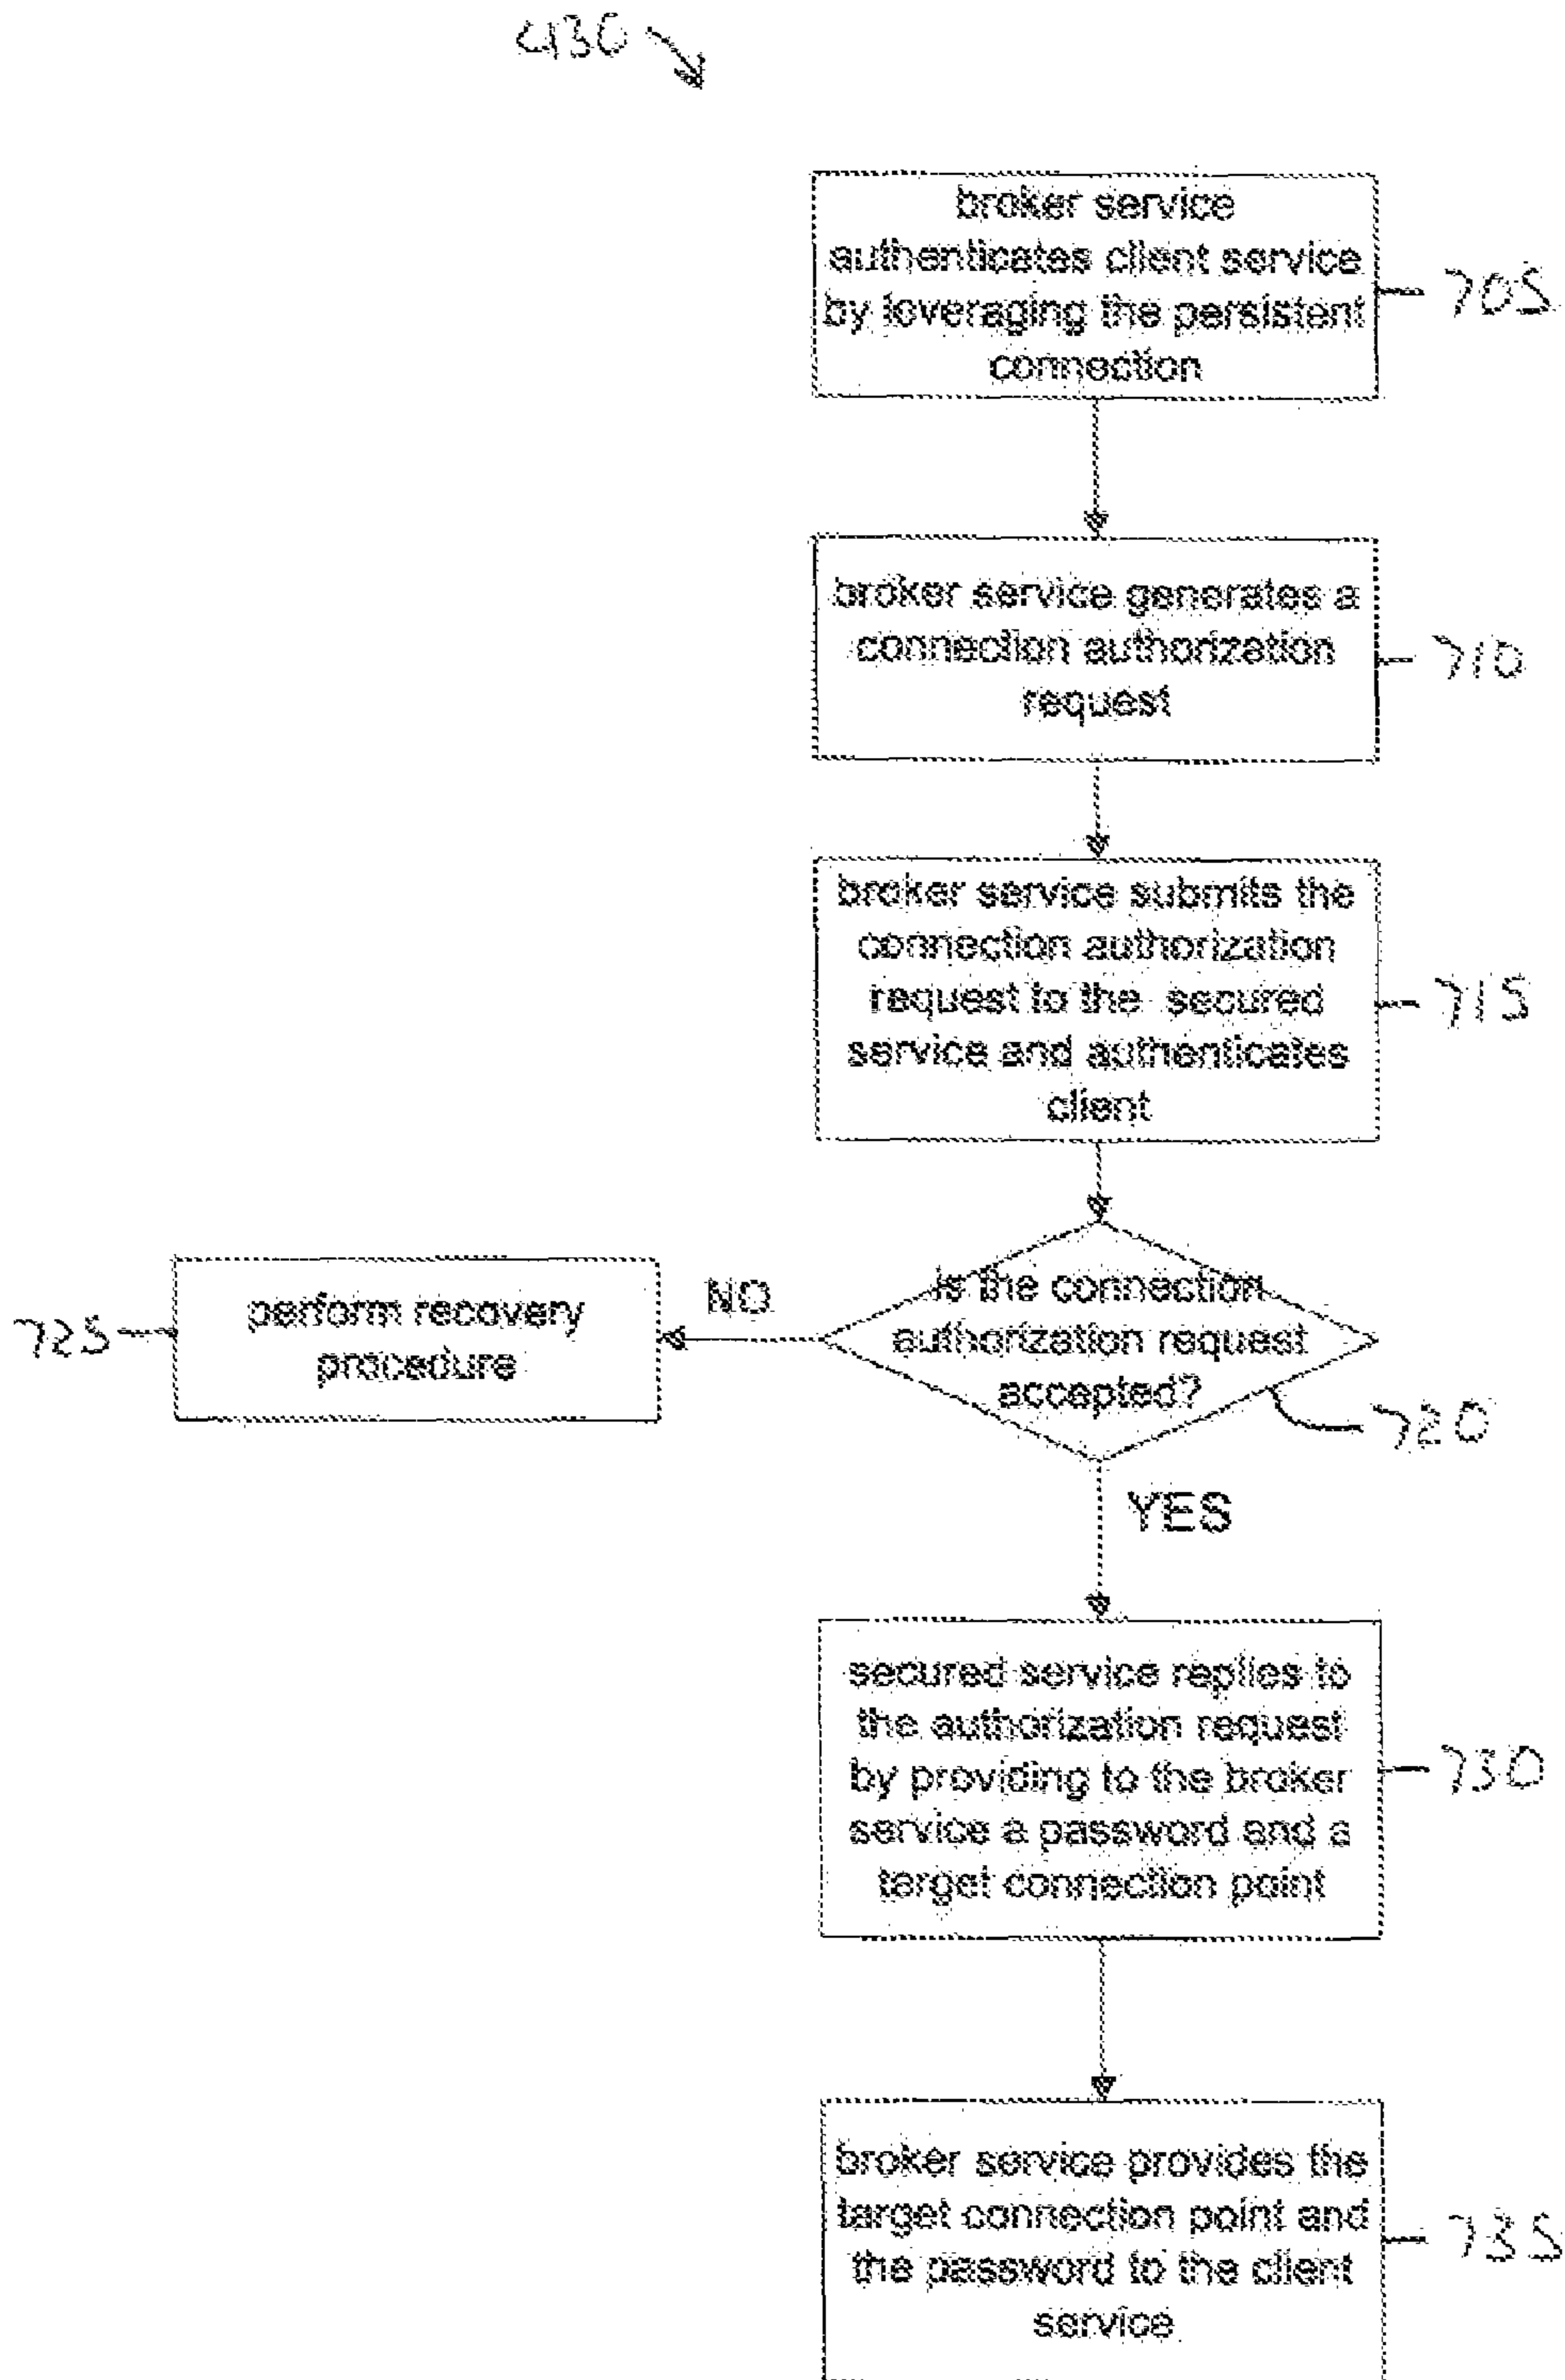 430
broker service
authenticates client service
by leveraging the persistent
connection
705
broker service generates a
connection authorization
request
710
broker service submits the
connection authorization
request to the secured
service and authenticates
client
715
is the connection
authorization request
accepted?
720
NO
perform recovery
procedure
725
YES
secured service replies to
the authorization request
by providing to the broker
service a password and a
target connection point
730
broker service provides the
target connection point and
the password to the client
service
735